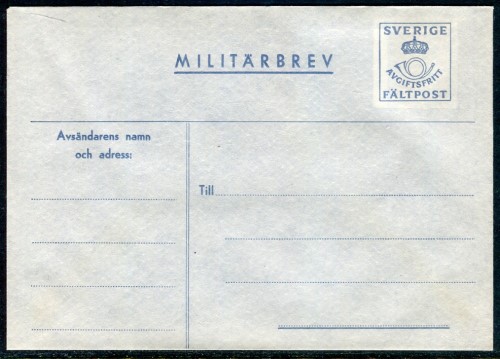 MILITÄRBREV
SVERIGE
AVGIFTSFRITT
FÄLTPOST
Avsändarens namn
och adress:
Till